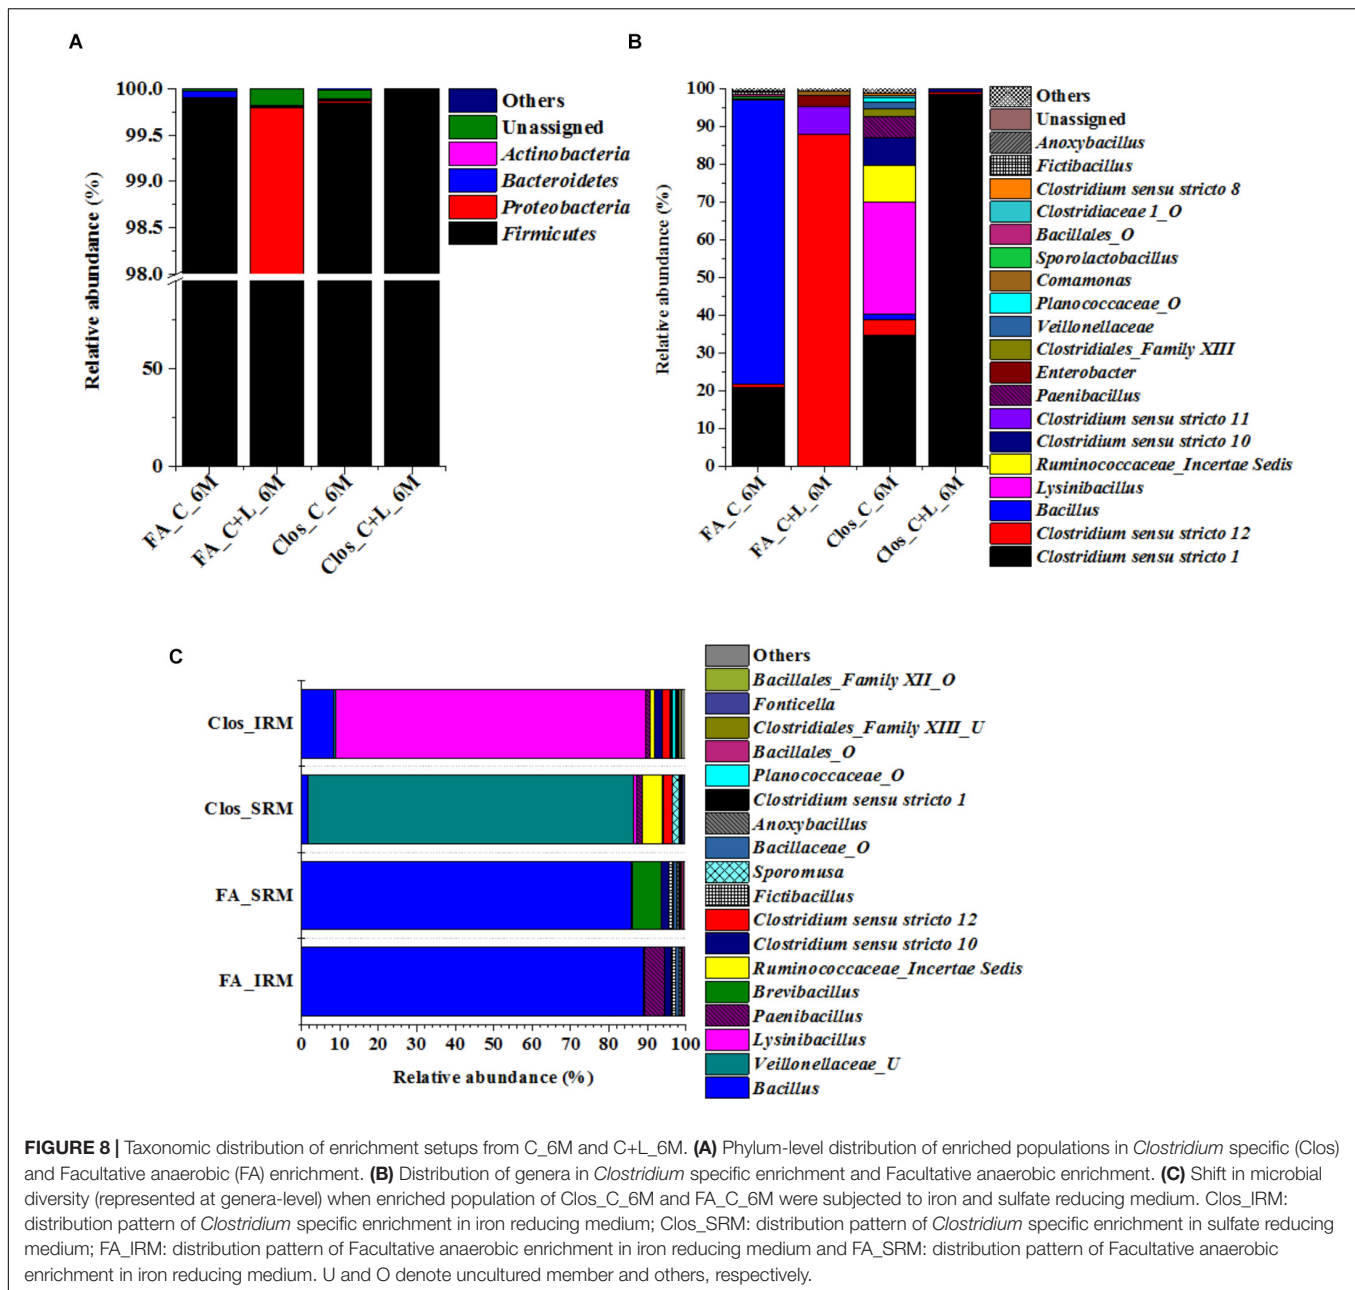 A
100.0
99.5
99.0
98.5
98.0
50
0
Relative abundance (%)
FA_C_6M
FA_C+L_6M
Clos_C_6M
Clos_C+L_6M
Others
Unassigned
Actinobacteria
Bacteroidetes
Proteobacteria
Firmicutes
B
100
90
80
70
60
50
40
30
20
10
0
Relative abundance (%)
FA_C_6M
FA_C+L_6M
Clos_C_6M
Clos_C+L_6M
Others
Unassigned
Anoxybacillus
Fictibacillus
Clostridium sensu stricto 8
Clostridiaceae 1_O
Bacillales_O
Sporolactobacillus
Comamonas
Planococcaceae_O
Veillonellaceae
Clostridiales_Family XIII
Enterobacter
Paenibacillus
Clostridium sensu stricto 11
Clostridium sensu stricto 10
Ruminococcaceae_Incertae Sedis
Lysinibacillus
Bacillus
Clostridium sensu stricto 12
Clostridium sensu stricto 1
C
Clos_IRM
Clos_SRM
FA_SRM
FA_IRM
0 10 20 30 40 50 60 70 80 90 100
Relative abundance (%)
Others
Bacillales_Family XII_O
Fonticella
Clostridiales_Family XIII_U
Bacillales_O
Planococcaceae_O
Clostridium sensu stricto 1
Anoxybacillus
Bacillaceae_O
Sporomusa
Fictibacillus
Clostridium sensu stricto 12
Clostridium sensu stricto 10
Ruminococcaceae_Incertae Sedis
Brevibacillus
Paenibacillus
Lysinibacillus
Veillonellaceae_U
Bacillus
FIGURE 8 | Taxonomic distribution of enrichment setups from C_6M and C+L_6M. (A) Phylum-level distribution of enriched populations in Clostridium specific (Clos)
and Facultative anaerobic (FA) enrichment. (B) Distribution of genera in Clostridium specific enrichment and Facultative anaerobic enrichment. (C) Shift in microbial
diversity (represented at genera-level) when enriched population of Clos_C_6M and FA_C_6M were subjected to iron and sulfate reducing medium. Clos_IRM:
distribution pattern of Clostridium specific enrichment in iron reducing medium; Clos_SRM: distribution pattern of Clostridium specific enrichment in sulfate reducing
medium; FA_IRM: distribution pattern of Facultative anaerobic enrichment in iron reducing medium and FA_SRM: distribution pattern of Facultative anaerobic
enrichment in iron reducing medium. U and O denote uncultured member and others, respectively.